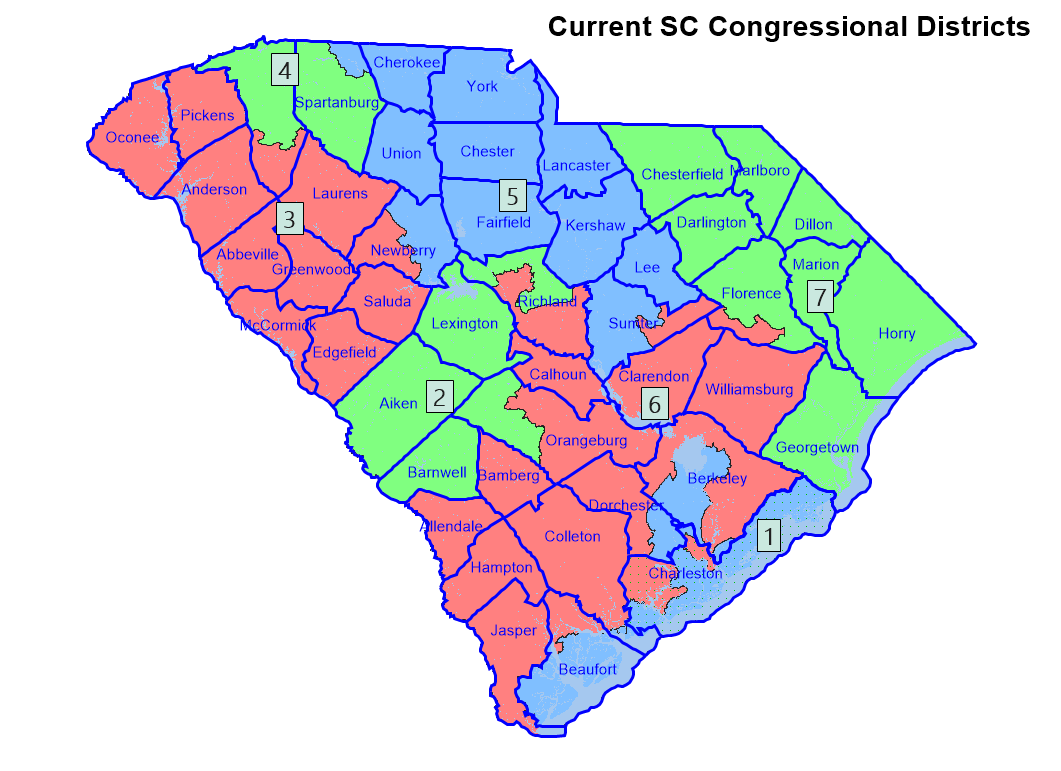 Current SC Congressional Districts
Cherokee
4
York
Spartanburg
Pickens
Oconee
Union
Chester
Lancaster
Chesterfield
Marlboro
Anderson
Laurens
5
3
Fairfield
Kershaw
Darlington
Dillon
Newberry
Abbeville
Greenwood
Lee
Marion
Saluda
Richland
Florence
7
McCormick
Lexington
Sumter
Horry
Edgefield
Calhoun
Clarendon
Williamsburg
Aiken
2
6
Orangeburg
Georgetown
Barnwell
Bamberg
Berkeley
Dorchester
Allendale
Colleton
1
Hampton
Charleston
Jasper
Beaufort